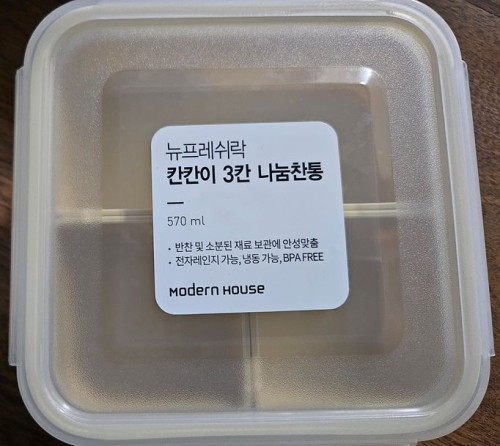 뉴프레쉬락
칸칸이 3칸 나눔찬통
570 ml
• 반찬 및 소분된 재료 보관에 안성맞춤
• 전자레인지 가능, 냉동 가능, BPA FREE
MODERN HOUSE